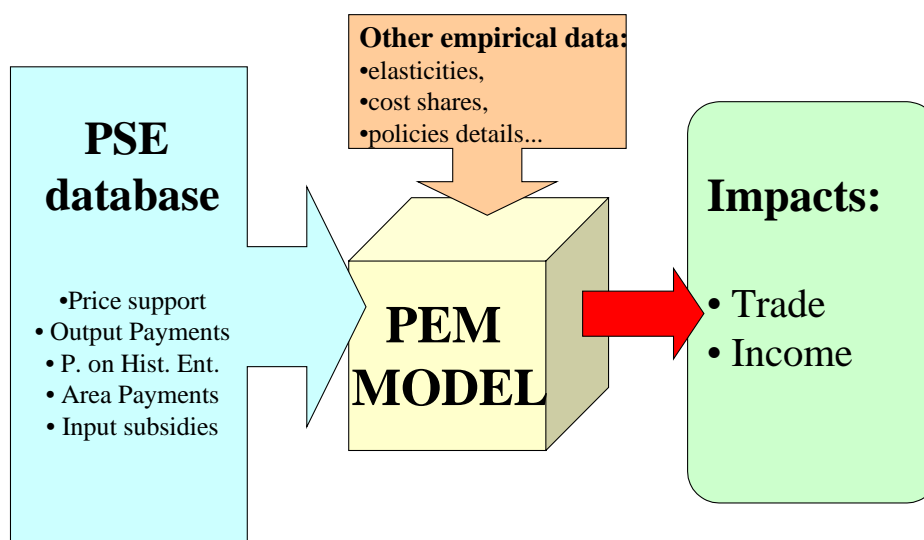 PSE
database
•Price support
• Output Payments
• P. on Hist. Ent.
• Area Payments
• Input subsidies
Other empirical data:
•elasticities,
•cost shares,
•policies details...
PEM
MODEL
Impacts:
• Trade
• Income